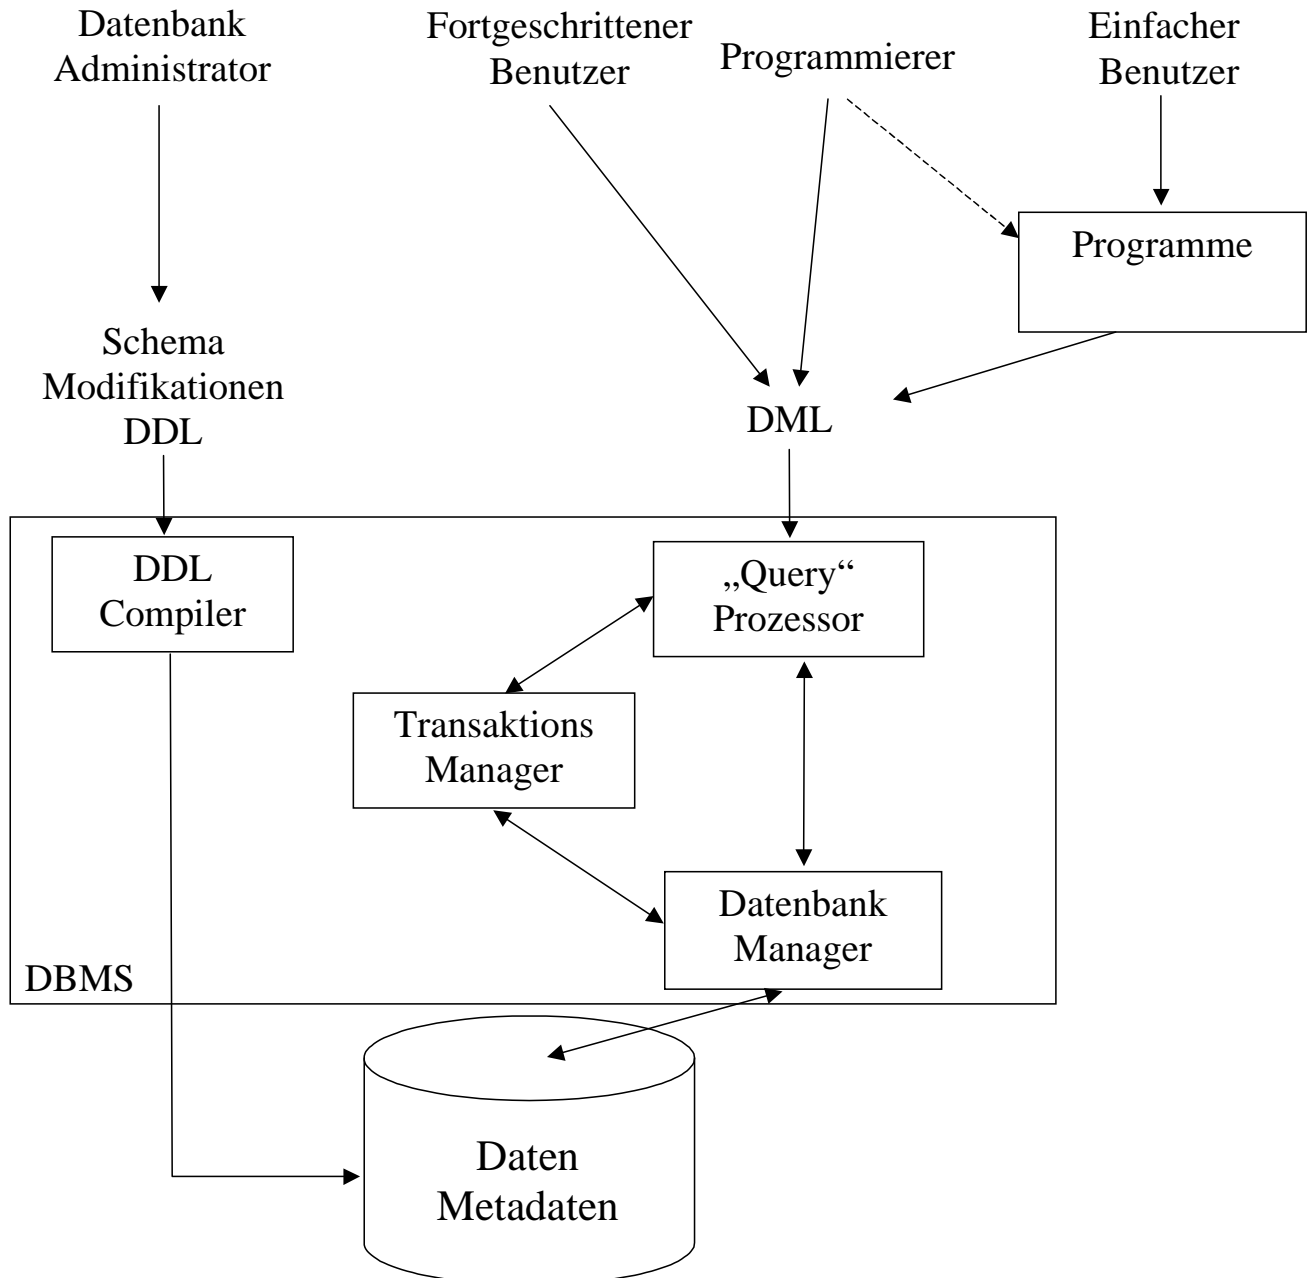 Datenbank
Administrator
Fortgeschrittener
Benutzer
Programmierer
Einfacher
Benutzer
Programme
Schema
Modifikationen
DDL
DML
DDL
Compiler
„Query“
Prozessor
Transaktions
Manager
Datenbank
Manager
DBMS
Daten
Metadaten